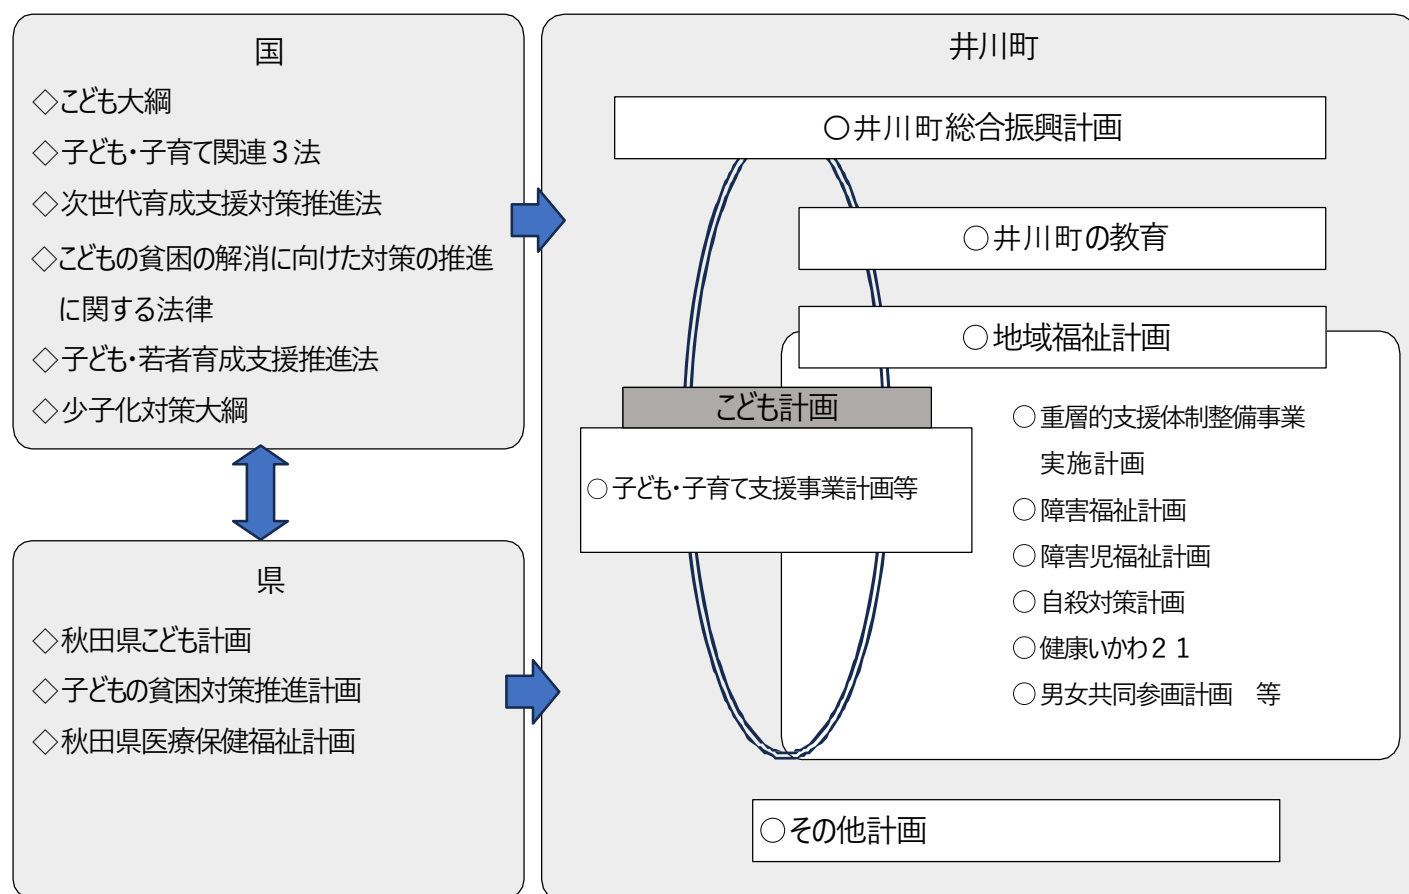 国
◇こども大綱
◇子ども・子育て関連３法
◇次世代育成支援対策推進法
◇こどもの貧困の解消に向けた対策の推進
に関する法律
◇子ども・若者育成支援推進法
◇少子化対策大綱
県
◇秋田県こども計画
◇子どもの貧困対策推進計画
◇秋田県医療保健福祉計画
井川町
○井川町総合振興計画
○井川町の教育
○地域福祉計画
こども計画
○子ども・子育て支援事業計画等
○重層的支援体制整備事業
実施計画
○障害福祉計画
○障害児福祉計画
○自殺対策計画
○健康いかわ２１
○男女共同参画計画　等
○その他計画